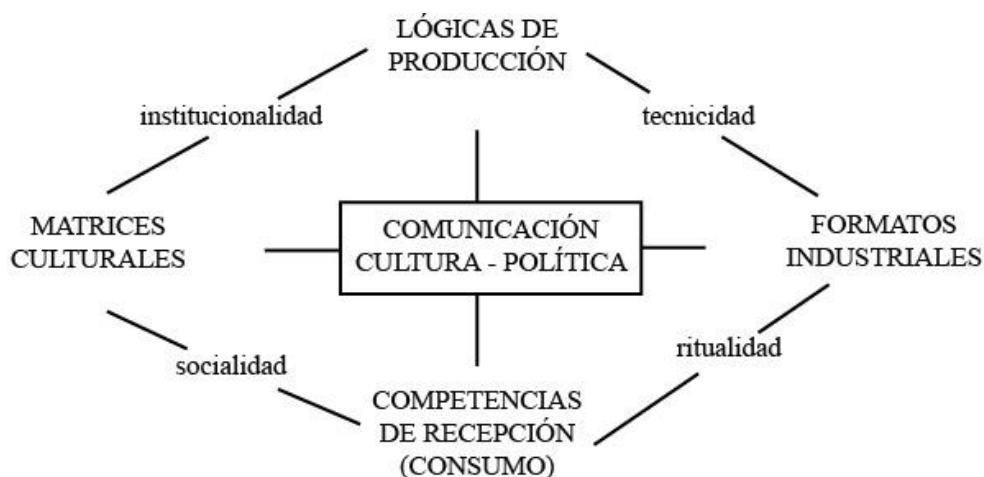 LÓGICAS DE
PRODUCCIÓN
institucionalidad
tecnicidad
MATRICES
CULTURALES
COMUNICACIÓN
CULTURA - POLÍTICA
FORMATOS
INDUSTRIALES
socialidad
ritualidad
COMPETENCIAS
DE RECEPCIÓN
(CONSUMO)